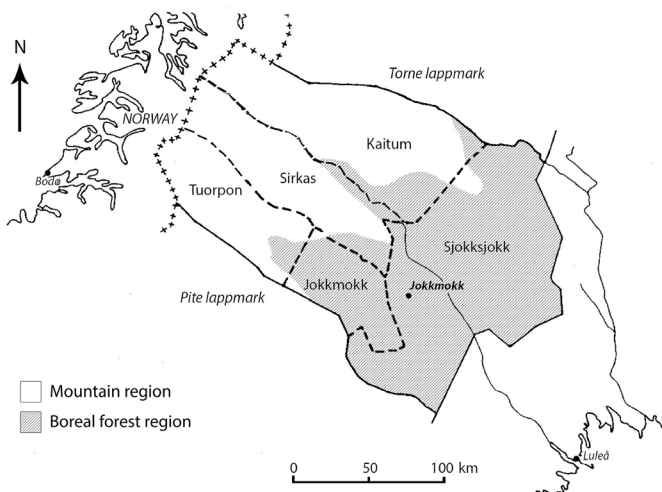 N
Torne lappmark
NORWAY
Kaitum
Bodø
Tuorpon
Sirkas
Sjokksjokk
Jokkmokk
Jokkmokk
Pite lappmark
Mountain region
Boreal forest region
Luleå
0 50 100 km